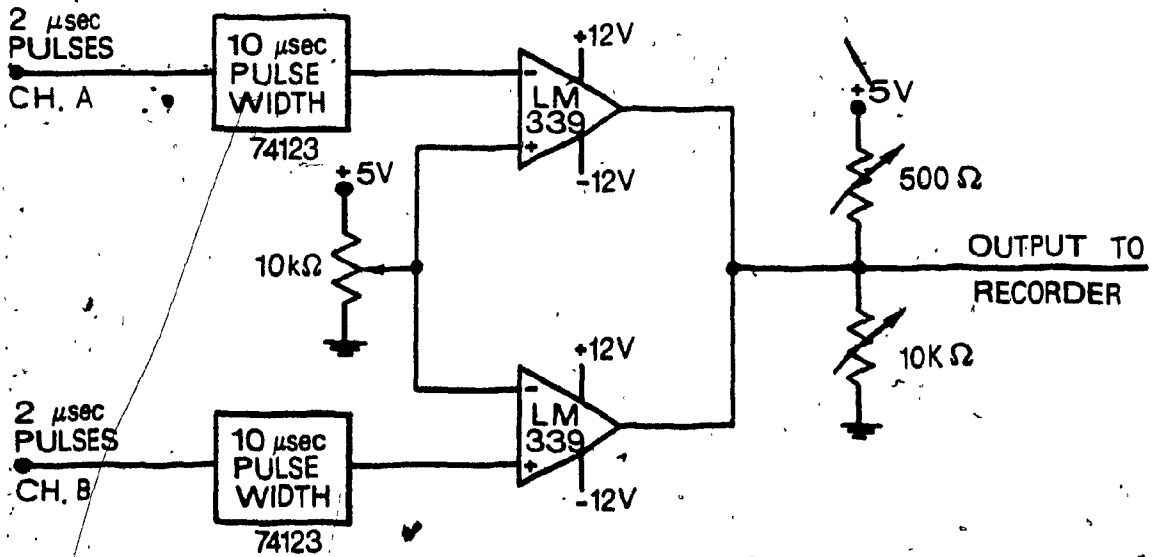 2 µsec
PULSES
CH. A
10 µsec
PULSE
WIDTH
74123
+12V
-
LM
339
+
-12V
+5V
10kΩ
+5V
500 Ω
OUTPUT TO
RECORDER
10K Ω
2 µsec
PULSES
CH. B
10 µsec
PULSE
WIDTH
74123
+12V
-
LM
339
+
-12V